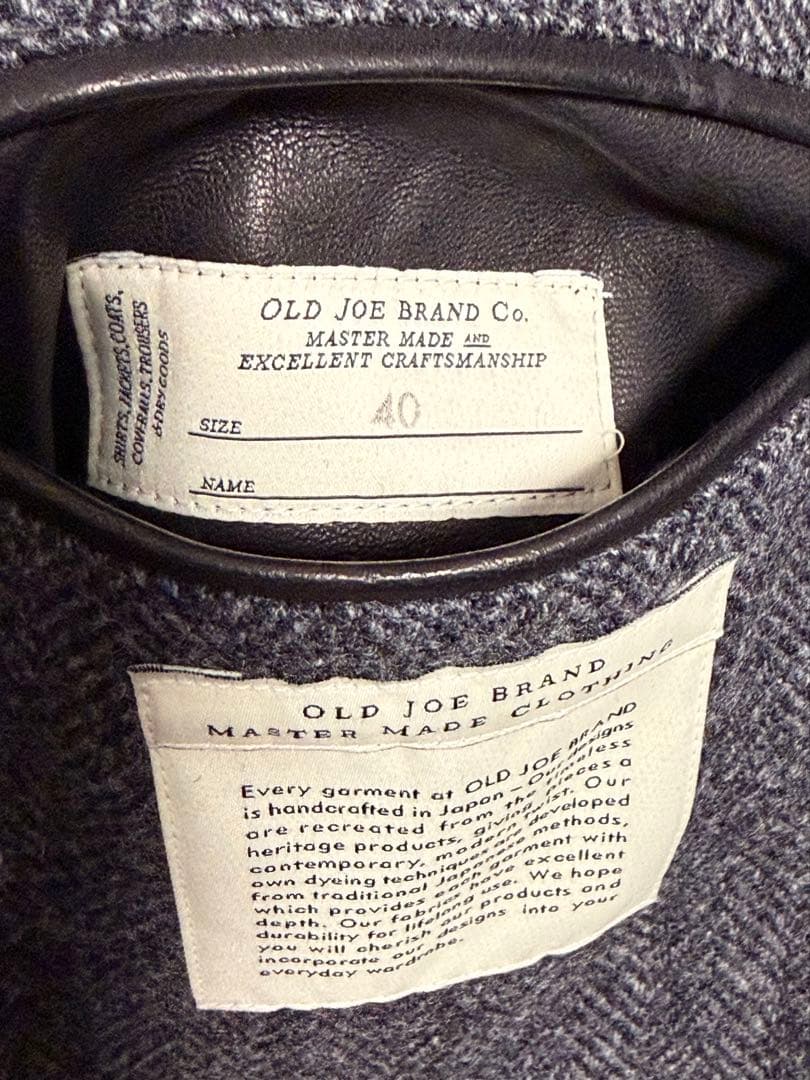 SHIRTS, JACKETS, COATS,
COVERALLS, TROUSERS
& DRY GOODS
OLD JOE BRAND Co.
MASTER MADE AND
EXCELLENT CRAFTSMANSHIP
SIZE 40
NAME
OLD JOE BRAND
MASTER MADE CLOTHING
Every garment at OLD JOE BRAND
is handcrafted in Japan – Our designs
are recreated from the timeless
heritage products, giving pieces a
contemporary, modern twist. Our
own dyeing techniques are developed
from traditional Japanese methods,
which provides each garment with
depth. Our fabrics have excellent
durability for lifelong use. We hope
you will cherish our products and
incorporate our designs into your
everyday wardrobe.